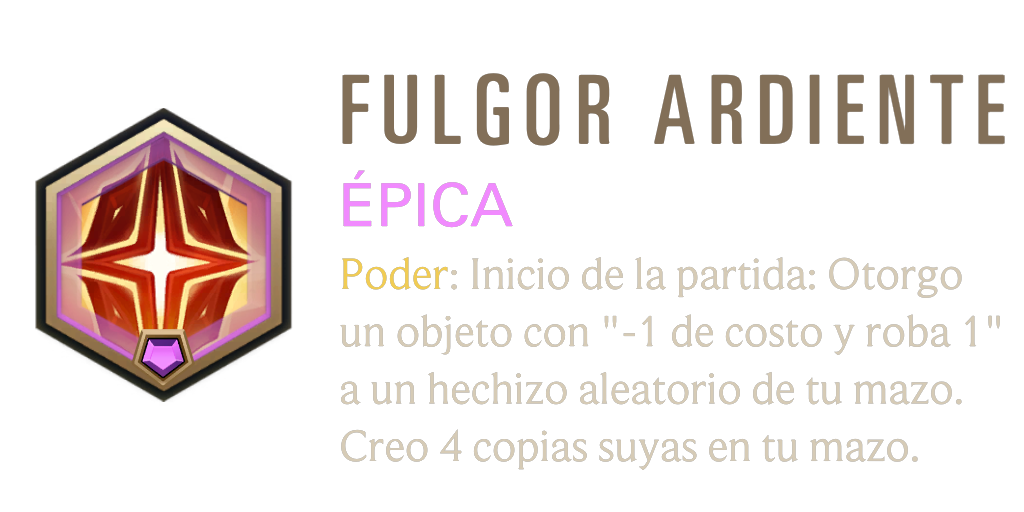 FULGOR ARDIENTE
ÉPICA
Poder: Inicio de la partida: Otorgo
un objeto con "-1 de costo y roba 1"
a un hechizo aleatorio de tu mazo.
Creo 4 copias suyas en tu mazo.